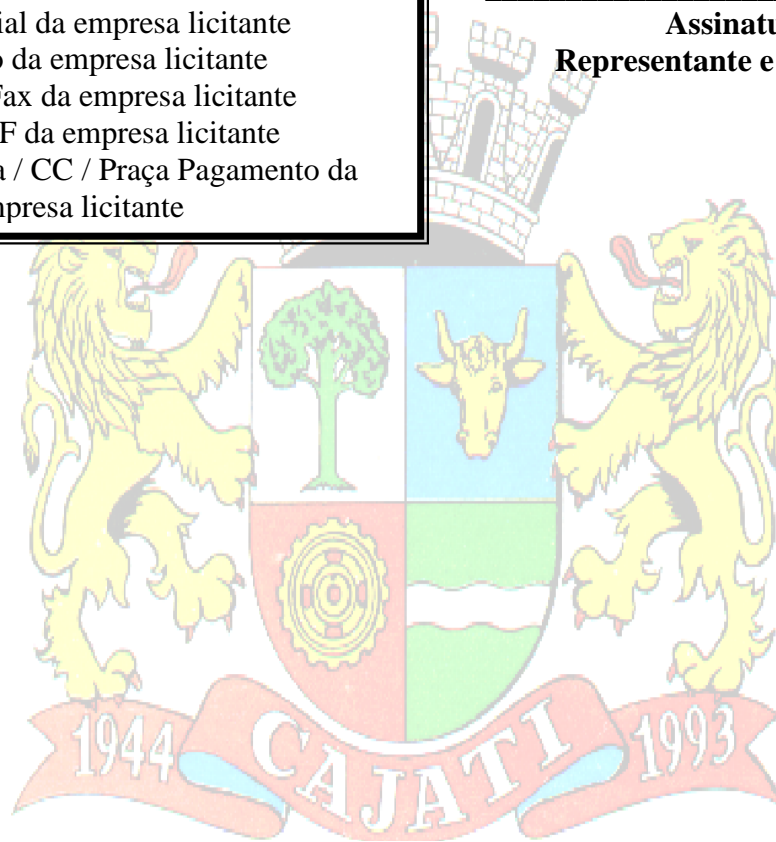 ial da empresa licitante
o da empresa licitante
Fax da empresa licitante
F da empresa licitante
a / CC / Praça Pagamento da
mpresa licitante
Assinatu
Representante e
1944 CAJATI 1993